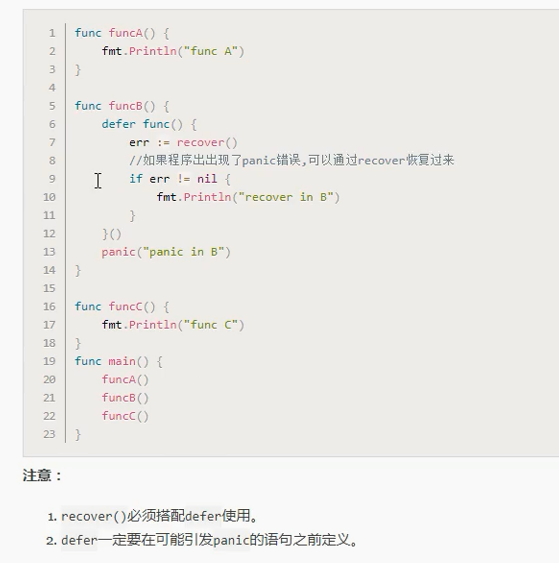 1 func funcA() {
2     fmt.Println("func A")
3 }
4
5 func funcB() {
6     defer func() {
7         err := recover()
8         //如果程序出出现了panic错误,可以通过recover恢复过来
9         if err != nil {
10             fmt.Println("recover in B")
11         }
12     }()
13     panic("panic in B")
14 }
15
16 func funcC() {
17     fmt.Println("func C")
18 }
19 func main() {
20     funcA()
21     funcB()
22     funcC()
23 }
注意：
1. recover()必须搭配defer使用。
2. defer一定要在可能引发panic的语句之前定义。